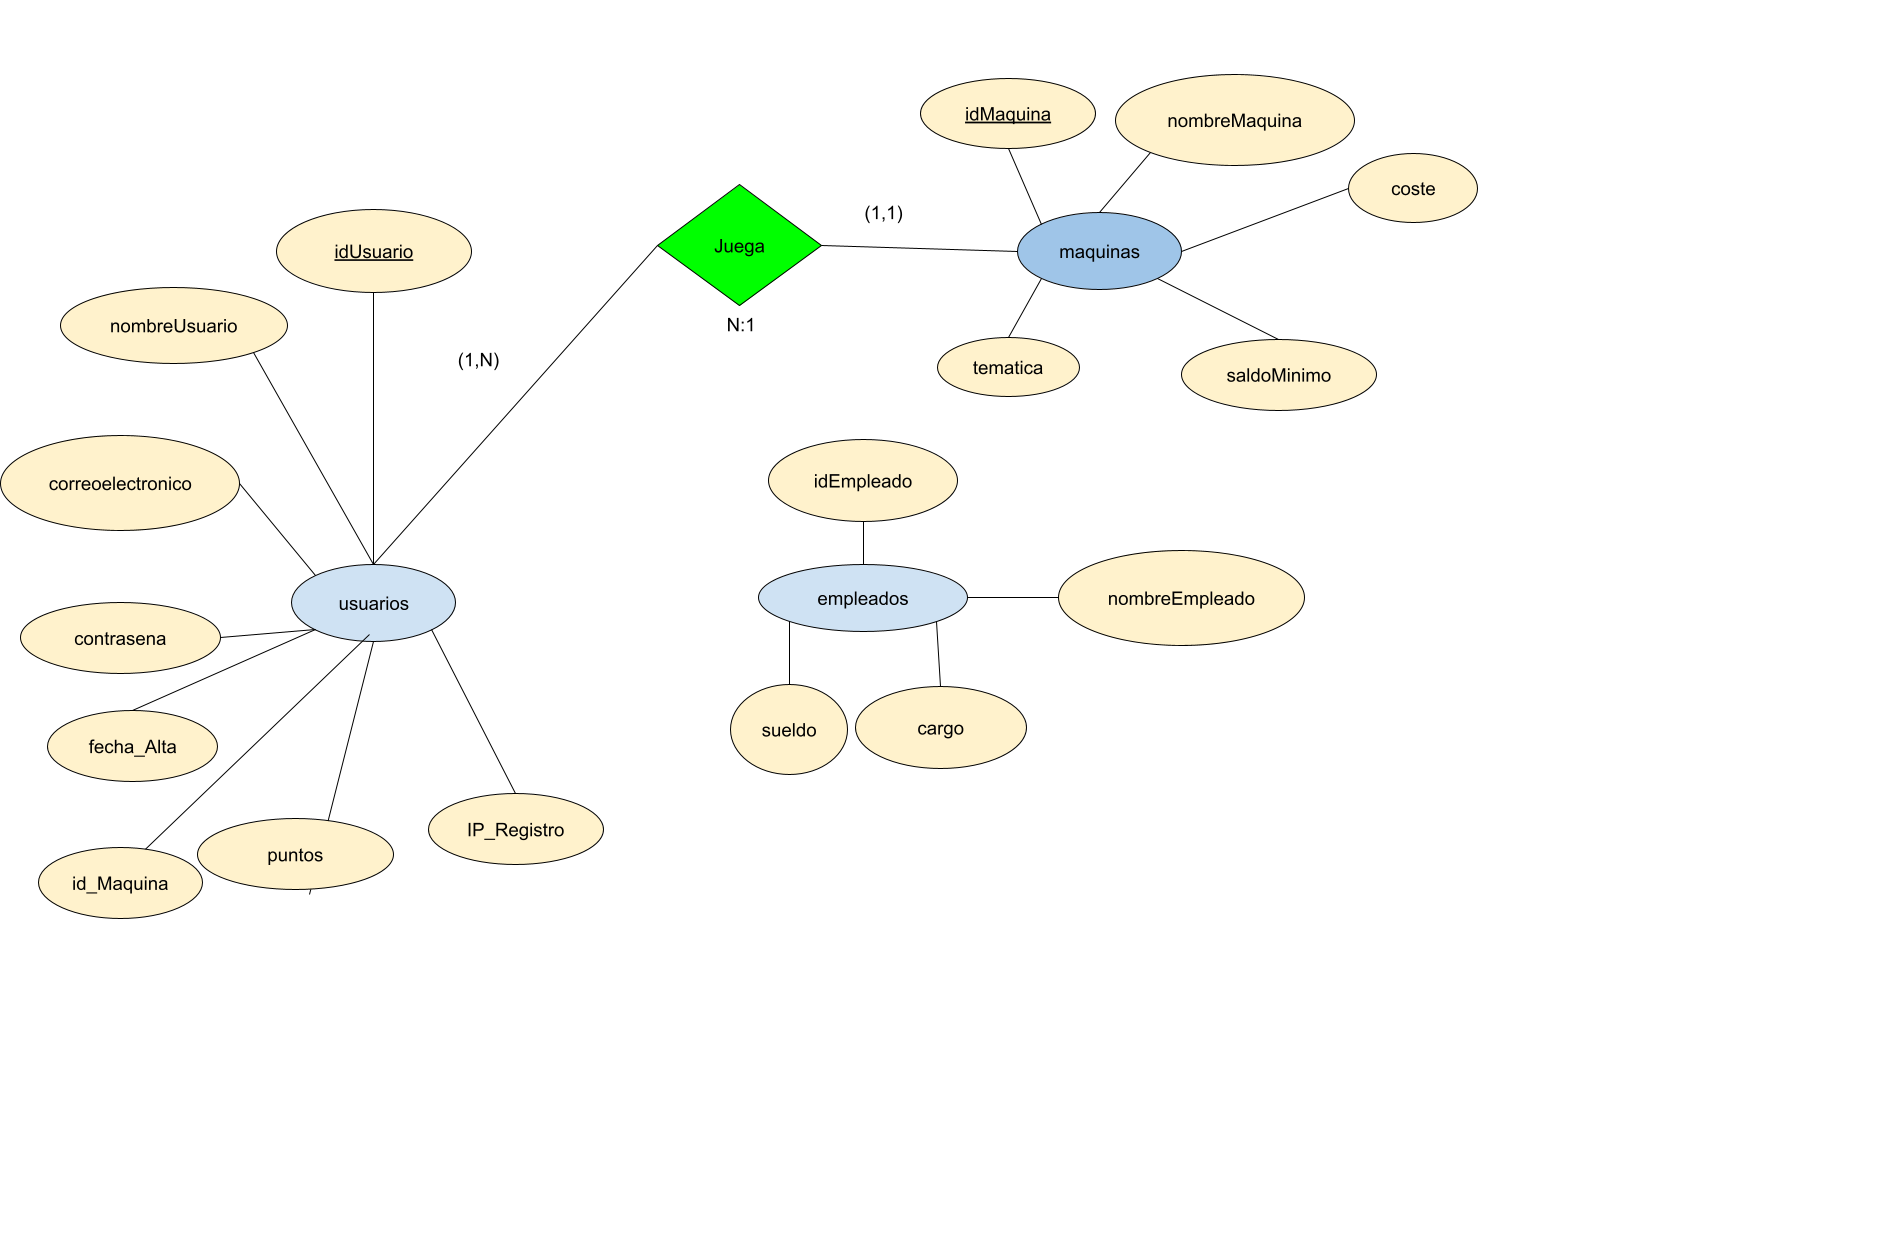 idMaquina
nombreMaquina
coste
(1,1)
Juega
maquinas
idUsuario
N:1
nombreUsuario
(1,N)
tematica
saldoMinimo
correoelectronico
idEmpleado
usuarios
empleados
nombreEmpleado
contrasena
sueldo
cargo
fecha_Alta
IP_Registro
puntos
id_Maquina